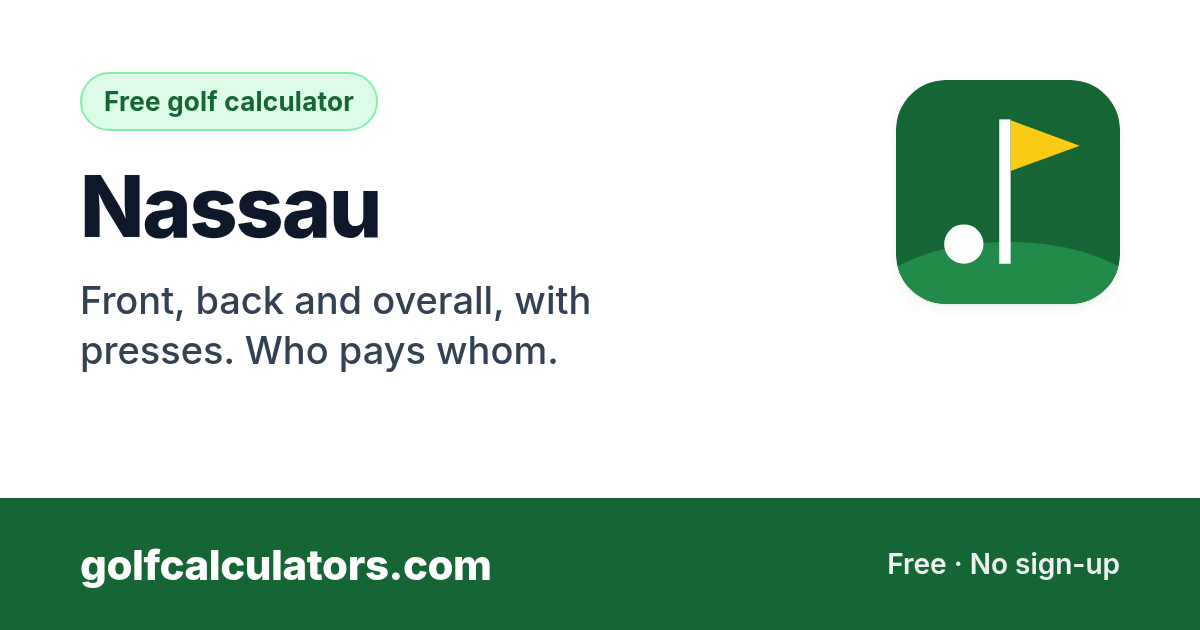 Free golf calculator
Nassau
Front, back and overall, with
presses. Who pays whom.
golfcalculators.com
Free · No sign-up